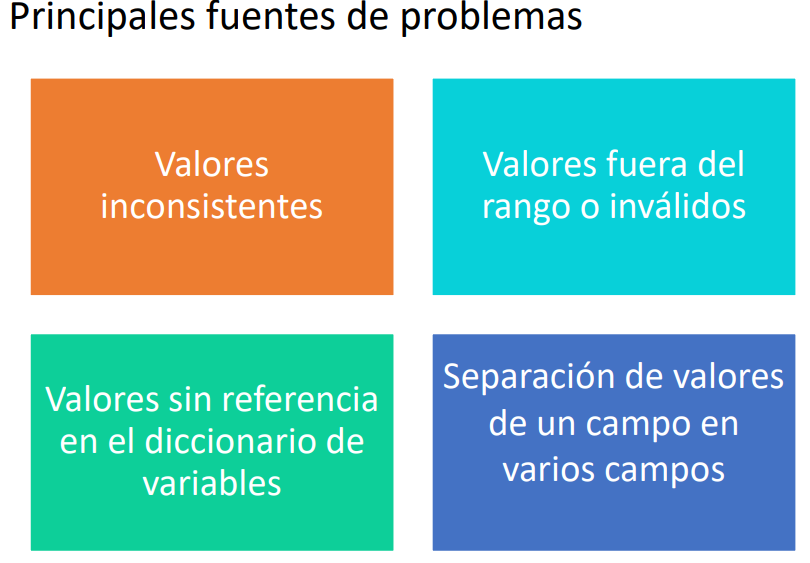 Principales fuentes de problemas
Valores
inconsistentes
Valores fuera del
rango o inválidos
Valores sin referencia
en el diccionario de
variables
Separación de valores
de un campo en
varios campos